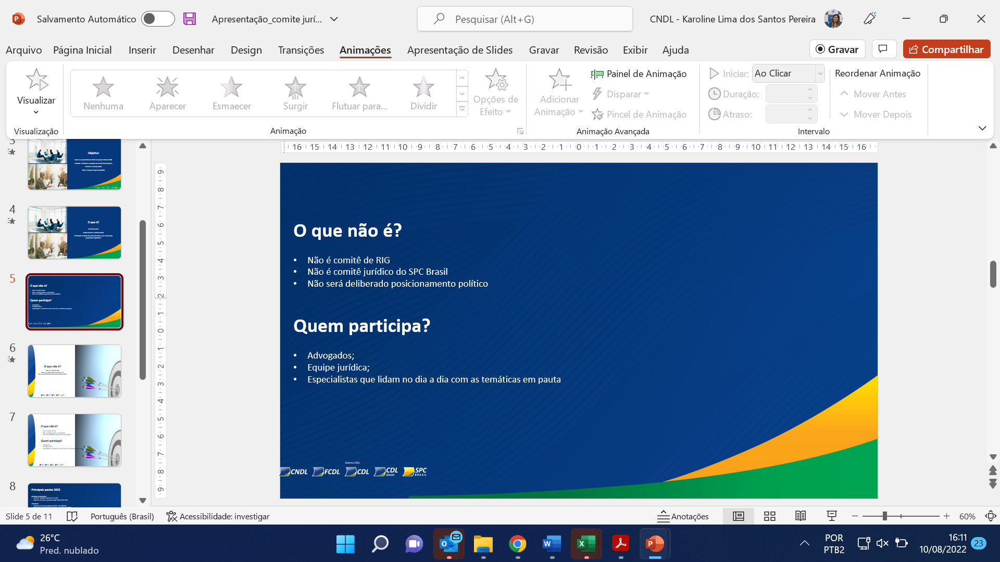 Salvamento Automático
Apresentação_comite jurí...
Pesquisar (Alt+G)
CNDL - Karoline Lima dos Santos Pereira
Arquivo Página Inicial Inserir Desenhar Design Transições Animações Apresentação de Slides Gravar Revisão Exibir Ajuda
Gravar
Compartilhar
Visualizar
Visualização
Nenhuma Aparecer Esmaecer Surgir Flutuar para... Dividir
Opções de
Efeito
Animação
Adicionar
Animação
Painel de Animação
Disparar
Pincel de Animação
Animação Avançada
Iniciar: Ao Clicar
Duração:
Atraso:
Reordenar Animação
Mover Antes
Mover Depois
Intervalo
16 15 14 13 12 11 10 9 8 7 6 5 4 3 2 1 0 1 2 3 4 5 6 7 8 9 10 11 12 13 14 15 16
9 8 7 6 5 4 3 2 1 0 1 2 3 4 5 6 7 8 9
3
Objetivo
4
O que é?
5
O que não é?
Quem participa?
6
O que não é?
7
O que não é?
Quem participa?
8
Principais pautas 2022
O que não é?
• Não é comitê de RIG
• Não é comitê jurídico do SPC Brasil
• Não será deliberado posicionamento político
Quem participa?
• Advogados;
• Equipe jurídica;
• Especialistas que lidam no dia a dia com as temáticas em pauta
Sistema CNDL
CNDL FCDL CDL CDL Jovem SPC BRASIL
Slide 5 de 11
Português (Brasil)
Acessibilidade: investigar
Anotações
60%
26°C
Pred. nublado
POR
PTB2
16:11
10/08/2022
23